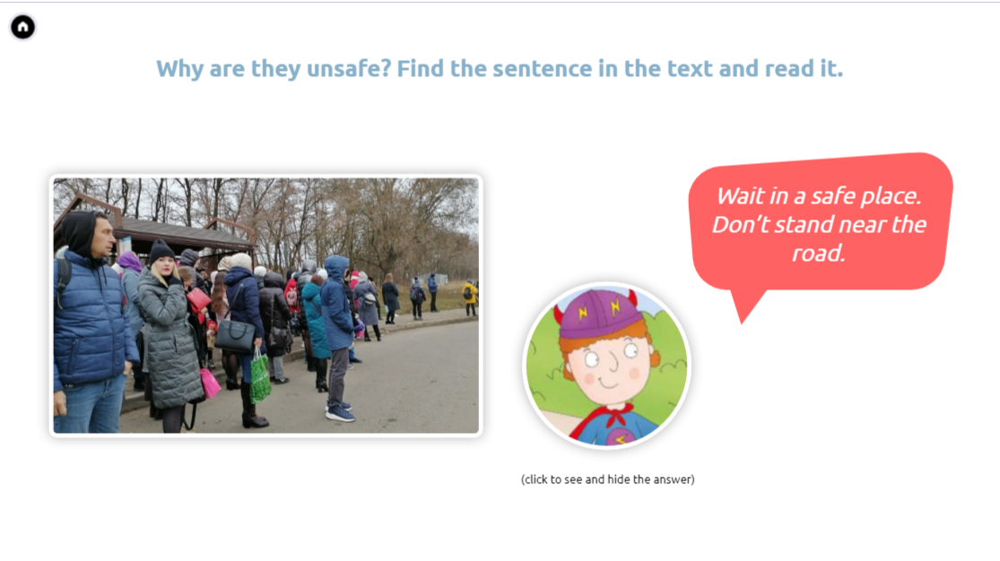 Why are they unsafe? Find the sentence in the text and read it.
Wait in a safe place.
Don’t stand near the
road.
(click to see and hide the answer)